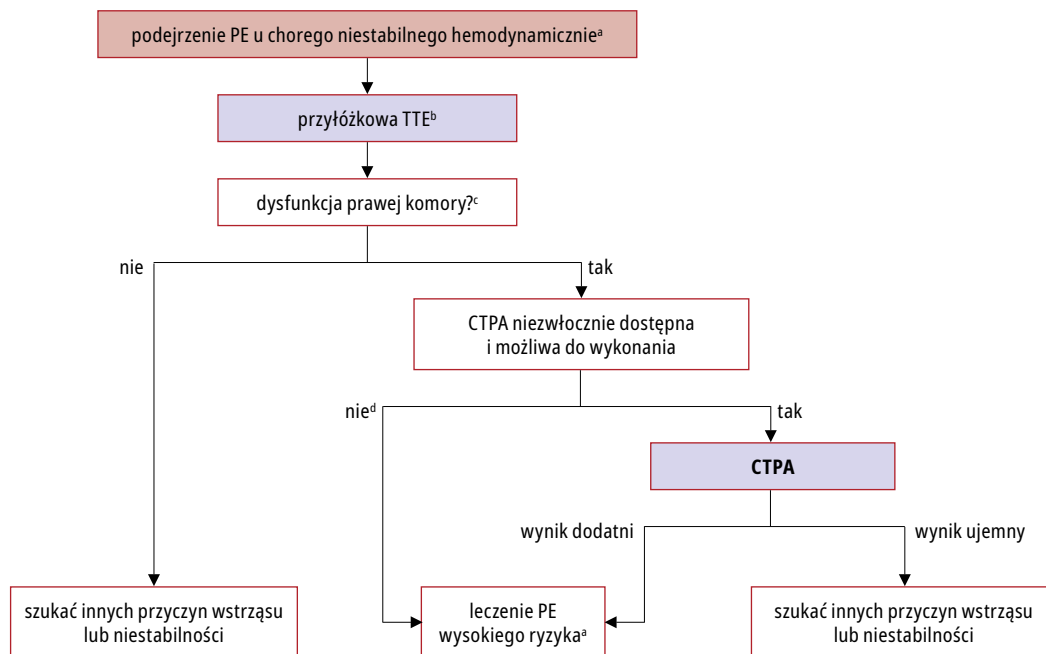 podejrzenie PE u chorego niestabilnego hemodynamicznieᵃ
przyłóżkowa TTEᵇ
dysfunkcja prawej komory?ᶜ
nie
tak
CTPA niezwłocznie dostępna
i możliwa do wykonania
nieᵈ
tak
CTPA
wynik dodatni
wynik ujemny
szukać innych przyczyn wstrząsu
lub niestabilności
leczenie PE
wysokiego ryzykaᵃ
szukać innych przyczyn wstrząsu
lub niestabilności